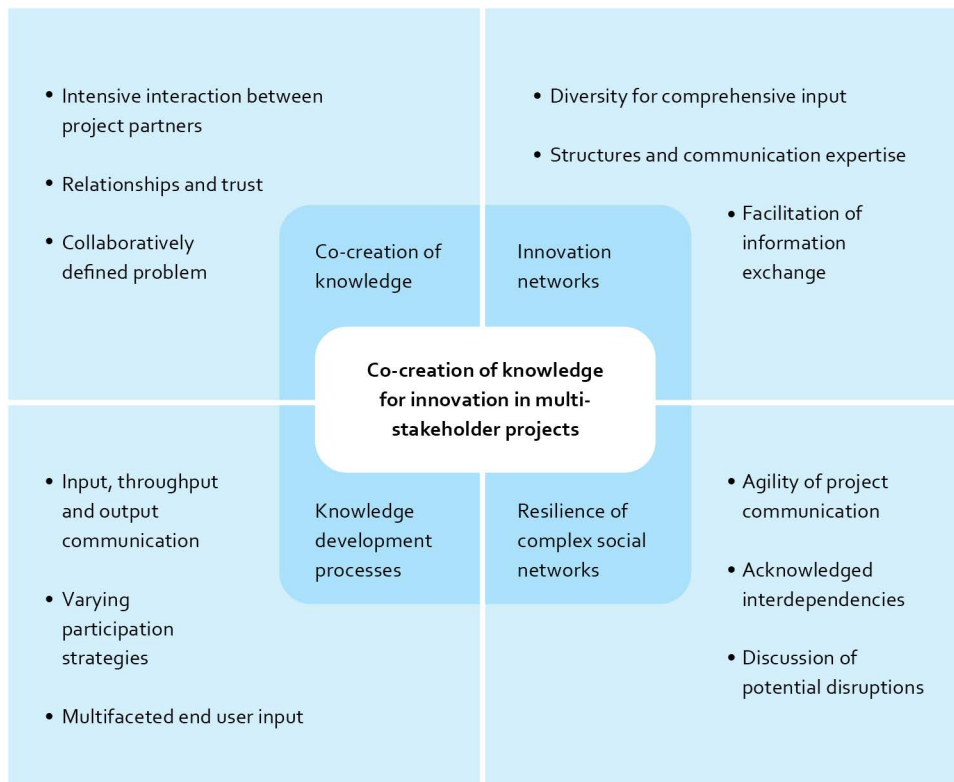 • Intensive interaction between
project partners
• Relationships and trust
• Collaboratively
defined problem
Co-creation of
knowledge
• Diversity for comprehensive input
• Structures and communication expertise
• Facilitation of
information
exchange
Innovation
networks
Co-creation of knowledge
for innovation in multi-
stakeholder projects
• Input, throughput
and output
communication
• Varying
participation
strategies
• Multifaceted end user input
Knowledge
development
processes
Resilience of
complex social
networks
• Agility of project
communication
• Acknowledged
interdependencies
• Discussion of
potential disruptions